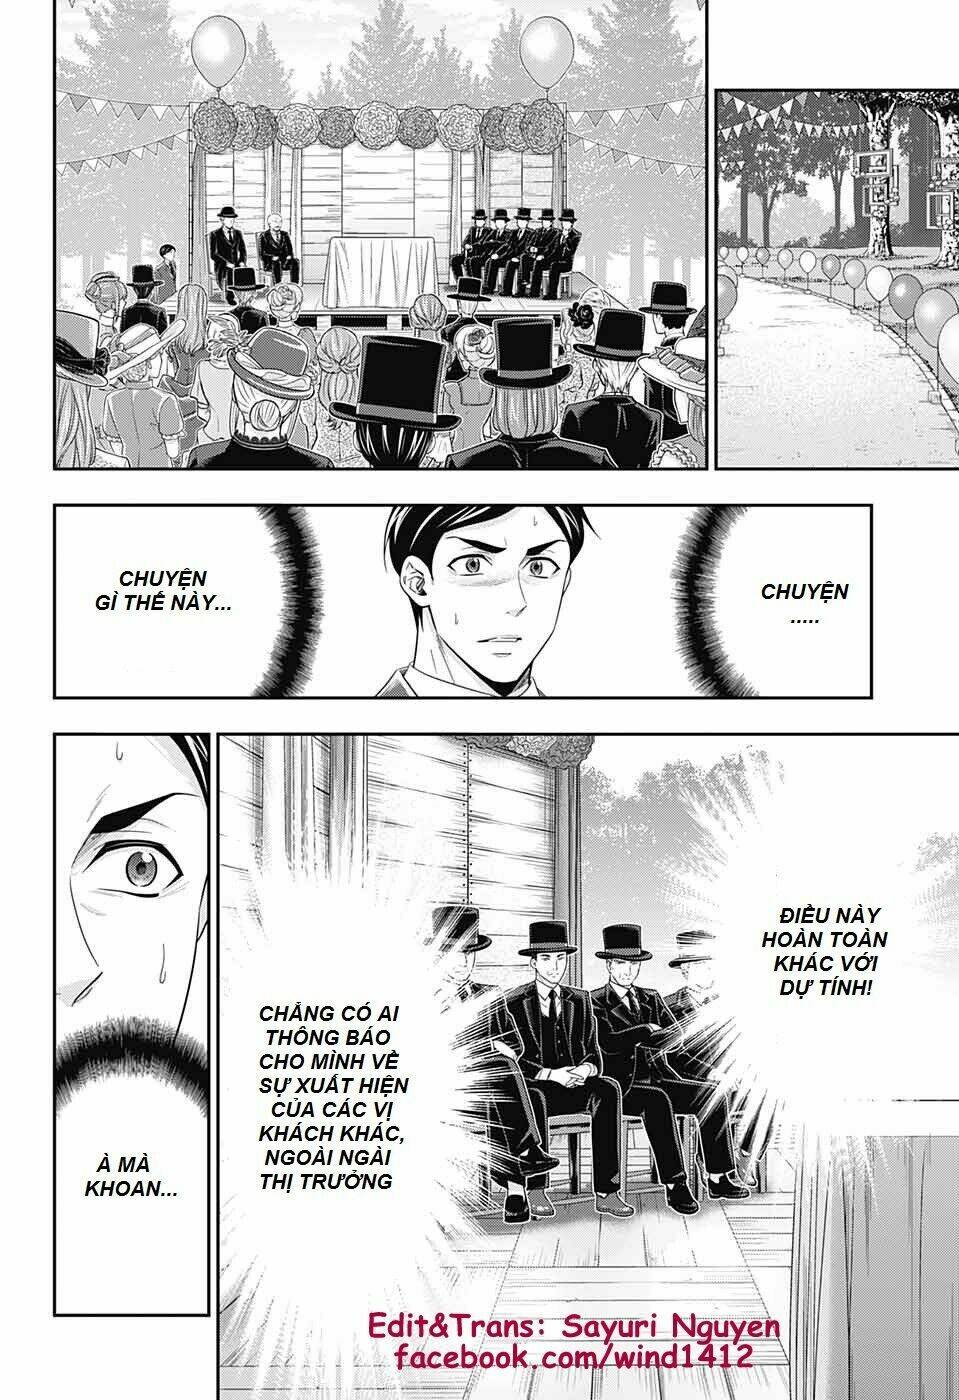 CHUYỆN
.....
CHUYỆN
GÌ THẾ NÀY...
ĐIỀU NÀY
HOÀN TOÀN
KHÁC VỚI
DỰ TÍNH!
CHẲNG CÓ AI
THÔNG BÁO
CHO MÌNH VỀ
SỰ XUẤT HIỆN
CỦA CÁC VỊ
KHÁCH KHÁC,
NGOÀI NGÀI
THỊ TRƯỞNG
À MÀ
KHOAN...
Edit&Trans: Sayuri Nguyen
facebook.com/wind1412